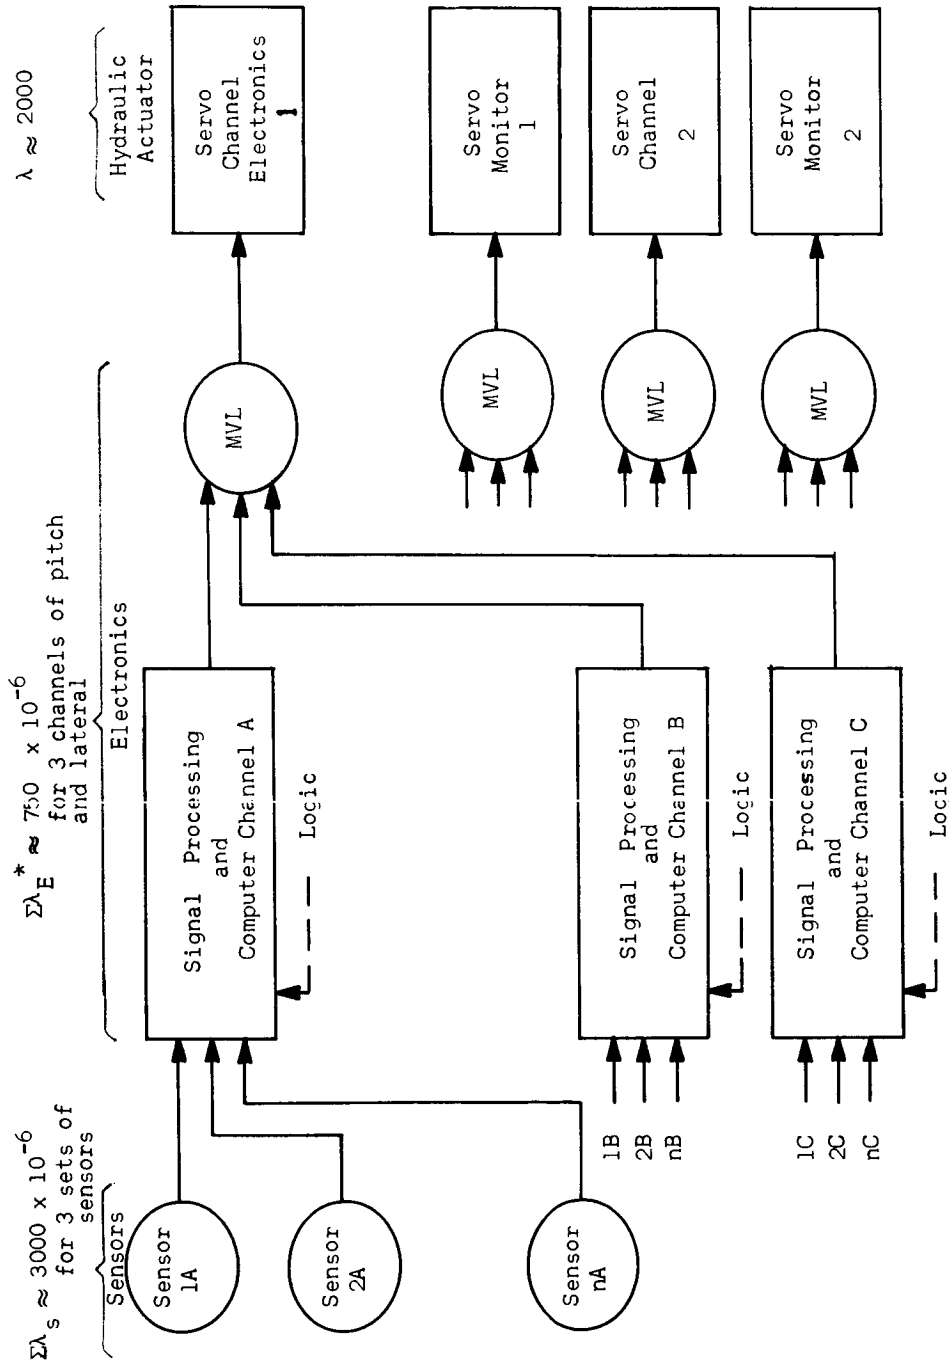 Σλs ≈ 3000 x 10-6
for 3 sets of
sensors
Sensors
ΣλE* ≈ 750 x 10-6
for 3 channels of pitch
and lateral
Electronics
λ ≈ 2000
Hydraulic
Actuator
Sensor
1A
Sensor
2A
Sensor
nA
Signal Processing
and
Computer Channel A
Logic
1B
2B
nB
Signal Processing
and
Computer Channel B
Logic
1C
2C
nC
Signal Processing
and
Computer Channel C
Locic
MVL
MVL
MVL
MVL
Servo
Channel
Electronics
1
Servo
Monitor
1
Servo
Channel
2
Servo
Monitor
2